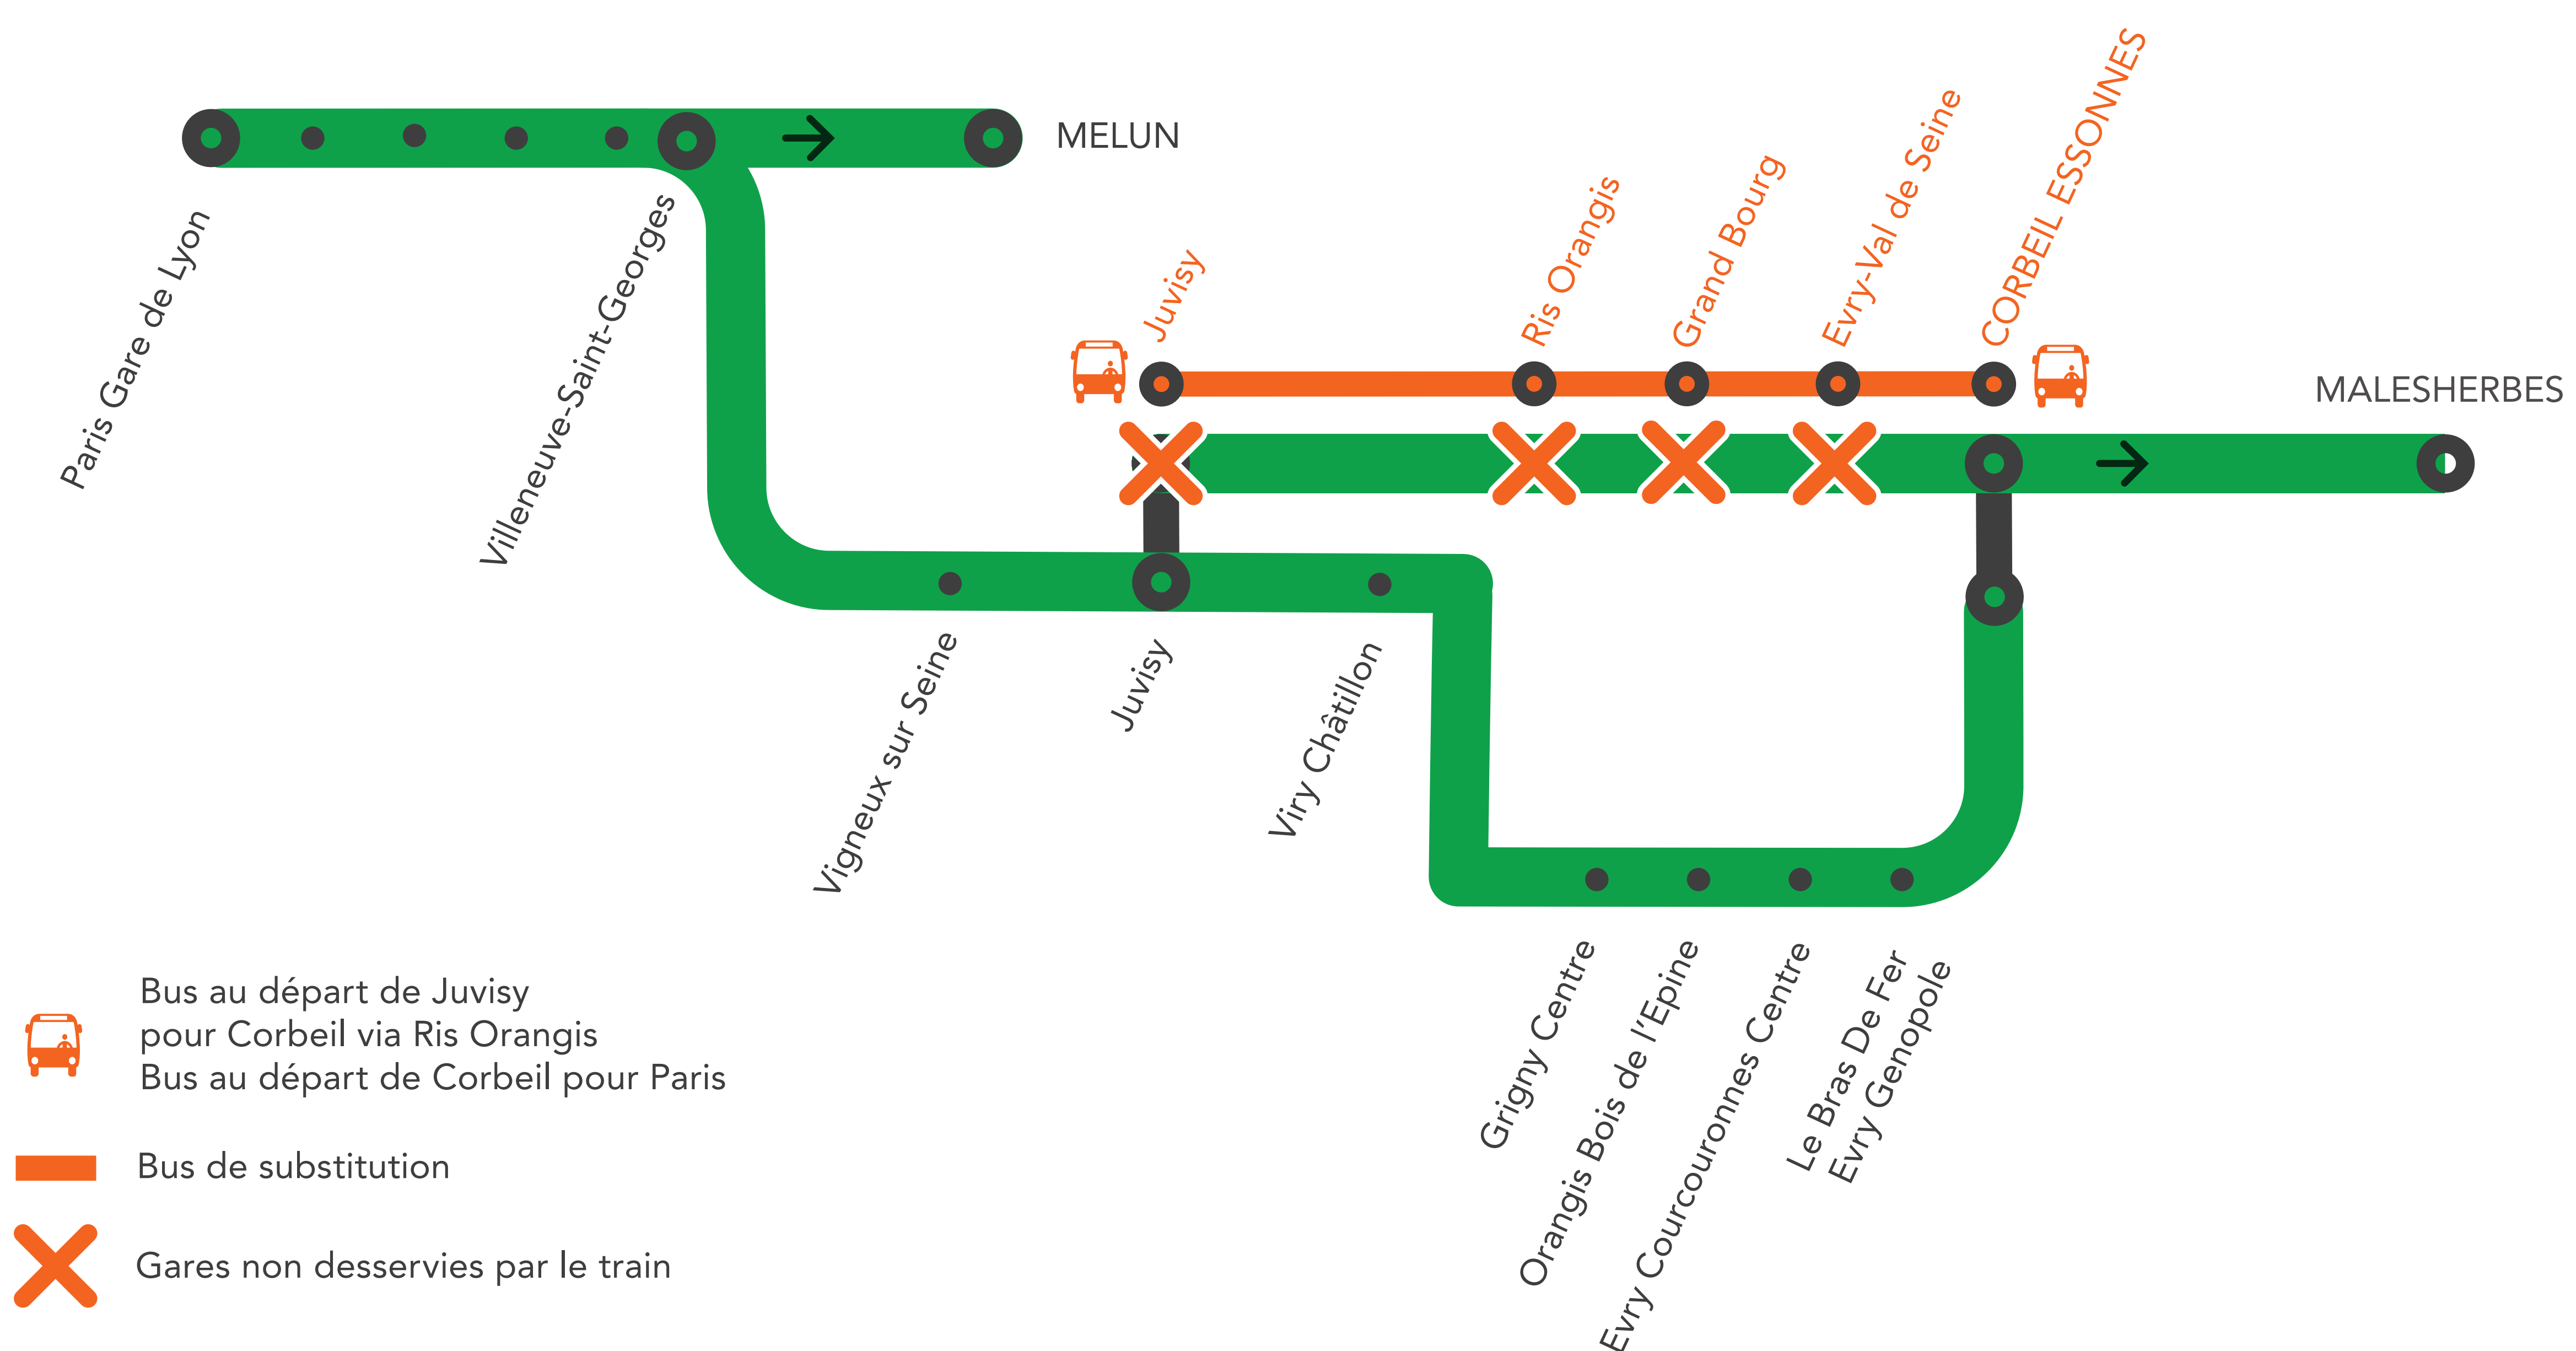 MELUN
Paris Gare de Lyon
Villeneuve-Saint-Georges
Juvisy
Ris Orangis
Grand Bourg
Evry-Val de Seine
CORBEIL ESSONNES
MALESHERBES
Vigneux sur Seine
Juvisy
Viry Châtillon
Grigny Centre
Orangis Bois de l'Epine
Evry Courcouronnes Centre
Le Bras De Fer
Evry Genopole
Bus au départ de Juvisy
pour Corbeil via Ris Orangis
Bus au départ de Corbeil pour Paris
Bus de substitution
Gares non desservies par le train